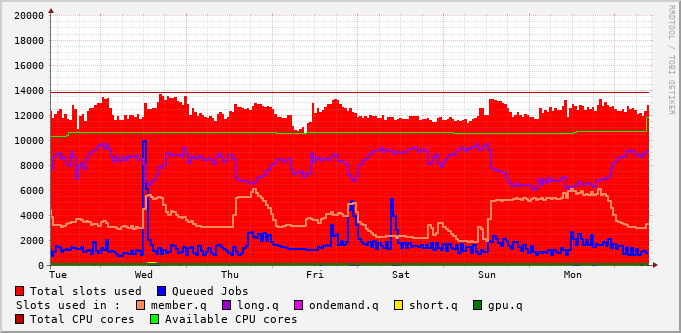 20000
18000
16000
14000
12000
10000
8000
6000
4000
2000
0
Tue Wed Thu Fri Sat Sun Mon
Total slots used Queued Jobs
Slots used in : member.q long.q ondemand.q short.q gpu.q
Total CPU cores Available CPU cores
RRDTOOL / TOBI OETIKER